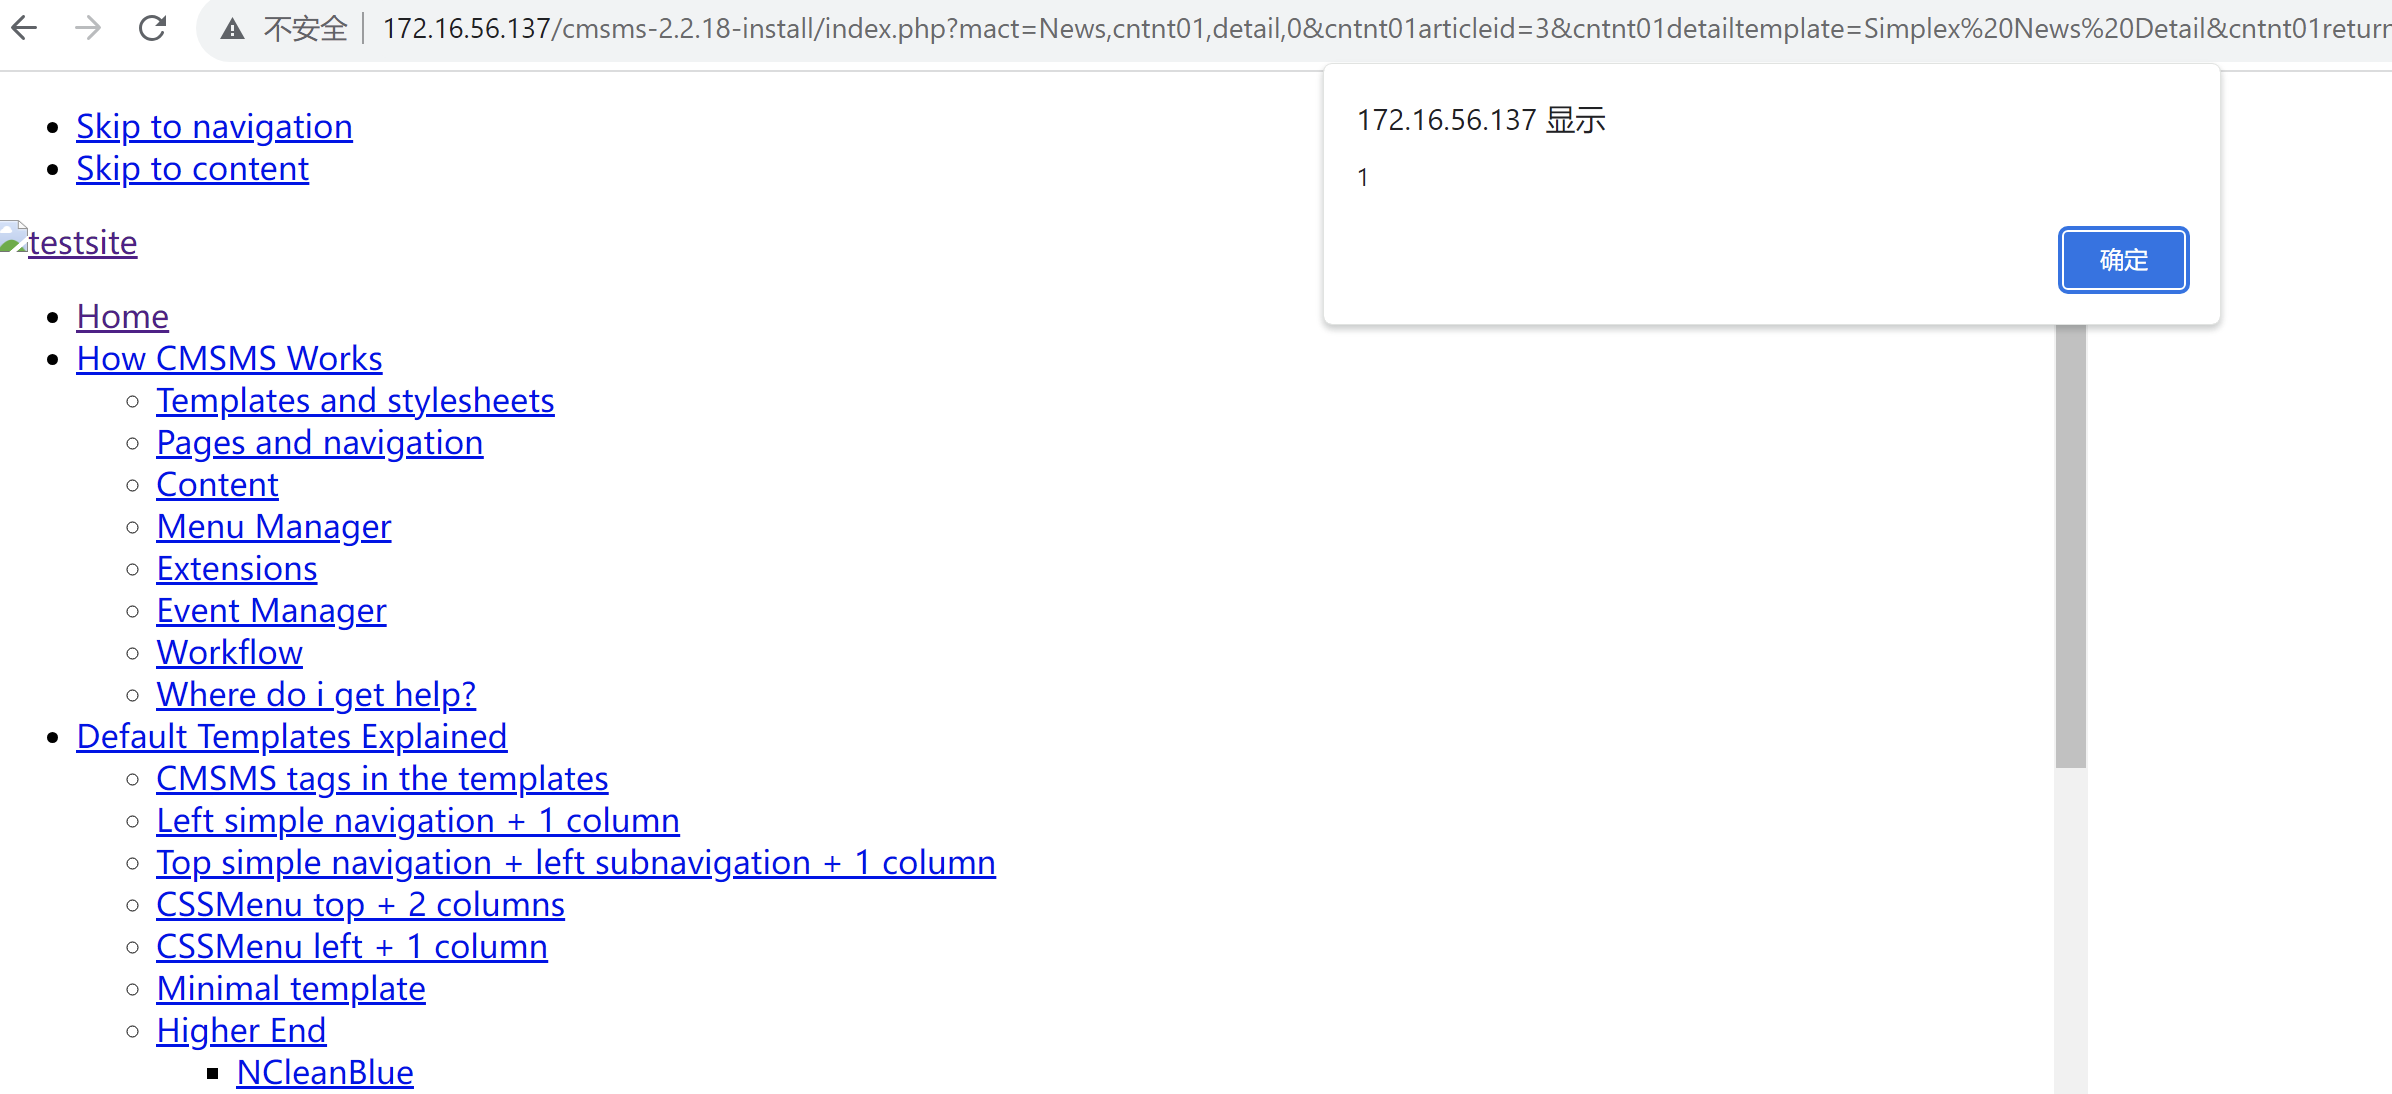 不安全 172.16.56.137/cmsms-2.2.18-install/index.php?mact=News,cntnt01,detail,0&cntnt01articleid=3&cntnt01detailtemplate=Simplex%20News%20Detail&cntnt01return
172.16.56.137 显示
1
确定
Skip to navigation
Skip to content
testsite
Home
How CMSMS Works
Templates and stylesheets
Pages and navigation
Content
Menu Manager
Extensions
Event Manager
Workflow
Where do i get help?
Default Templates Explained
CMSMS tags in the templates
Left simple navigation + 1 column
Top simple navigation + left subnavigation + 1 column
CSSMenu top + 2 columns
CSSMenu left + 1 column
Minimal template
Higher End
NCleanBlue